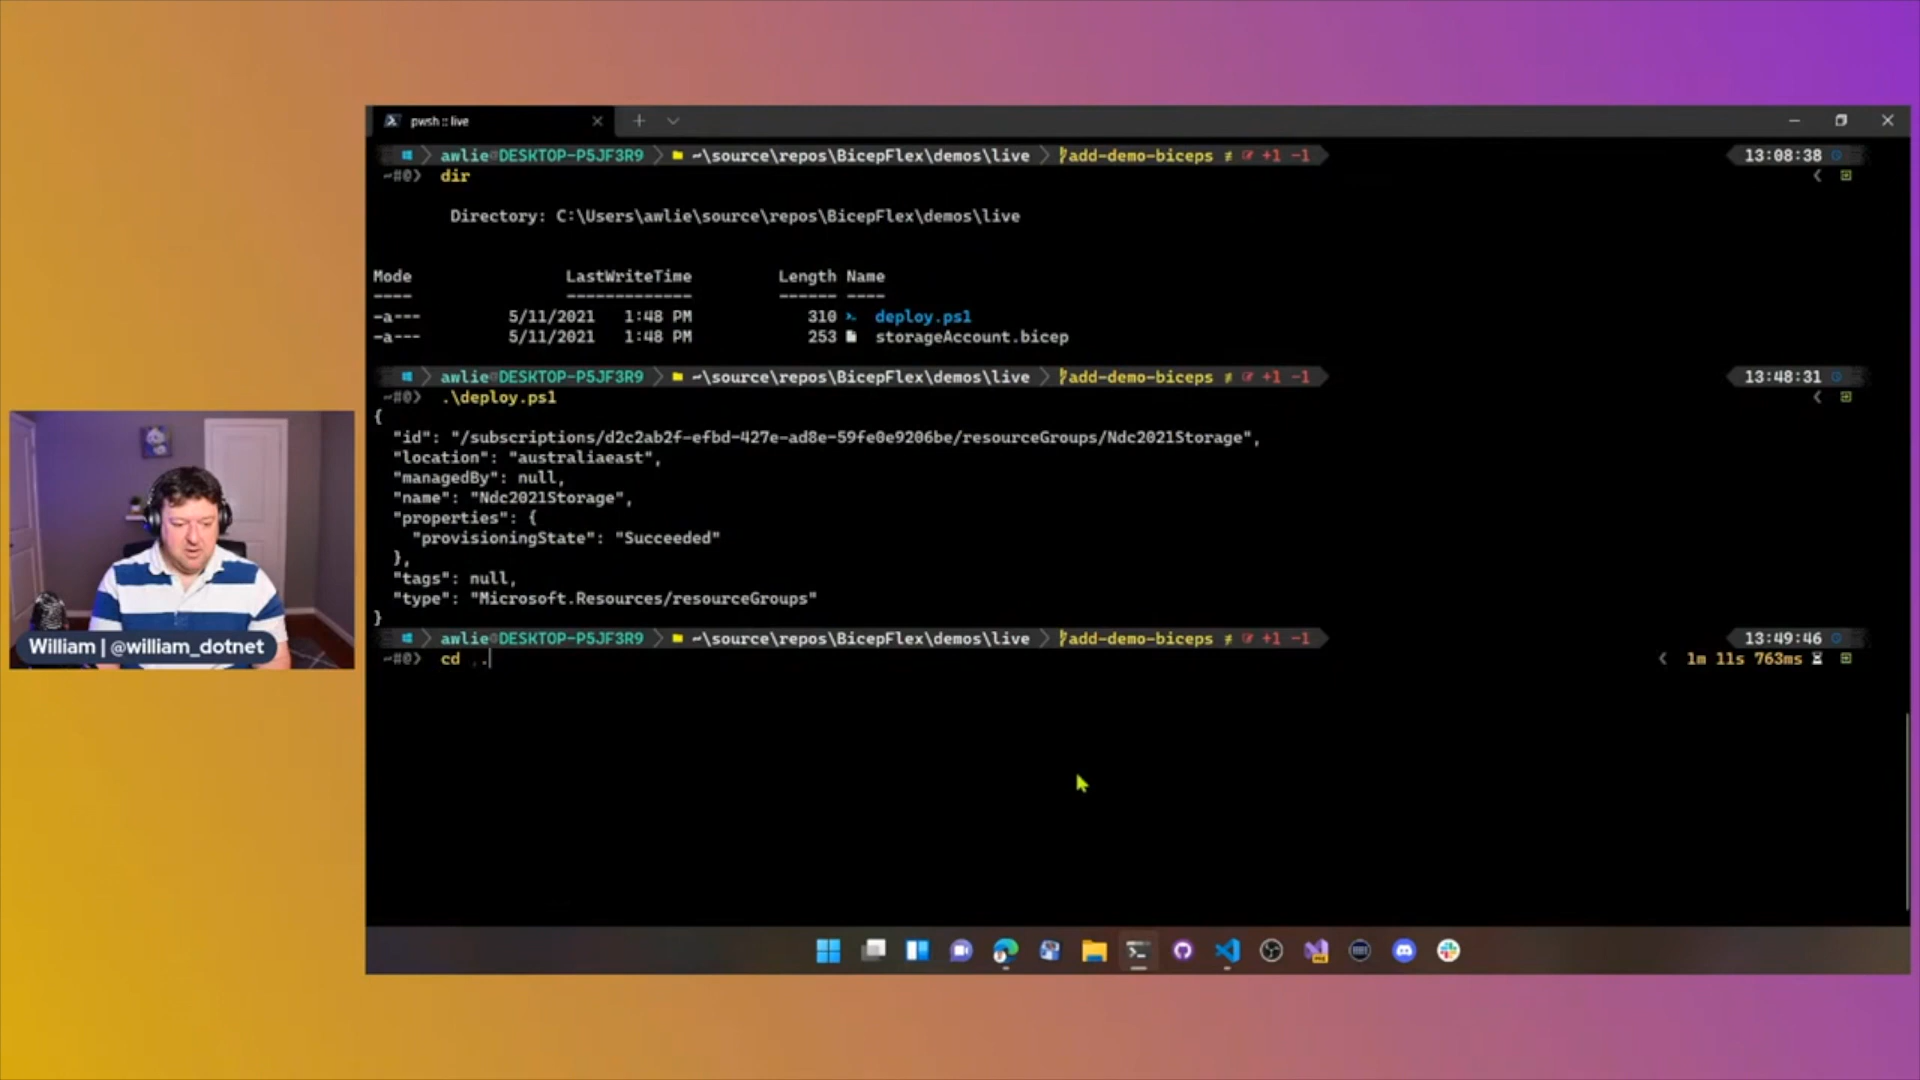 pwsh :: live
awlie@DESKTOP-P5JF3R9 ~\source\repos\BicepFlex\demos\live add-demo-biceps ≢ +1 -1 13:08:38
~#0❯ dir
Directory: C:\Users\awlie\source\repos\BicepFlex\demos\live
Mode LastWriteTime Length Name
---- ------------- ------ ----
-a--- 5/11/2021 1:48 PM 310 deploy.ps1
-a--- 5/11/2021 1:48 PM 253 storageAccount.bicep
awlie@DESKTOP-P5JF3R9 ~\source\repos\BicepFlex\demos\live add-demo-biceps ≢ +1 -1 13:48:31
~#0❯ .\deploy.ps1
{
"id": "/subscriptions/d2c2ab2f-efbd-427e-ad8e-59fe0e9206be/resourceGroups/Ndc2021Storage",
"location": "australiaeast",
"managedBy": null,
"name": "Ndc2021Storage",
"properties": {
"provisioningState": "Succeeded"
},
"tags": null,
"type": "Microsoft.Resources/resourceGroups"
}
awlie@DESKTOP-P5JF3R9 ~\source\repos\BicepFlex\demos\live add-demo-biceps ≢ +1 -1 13:49:46
~#0❯ cd . 1m 11s 763ms
William | @william_dotnet